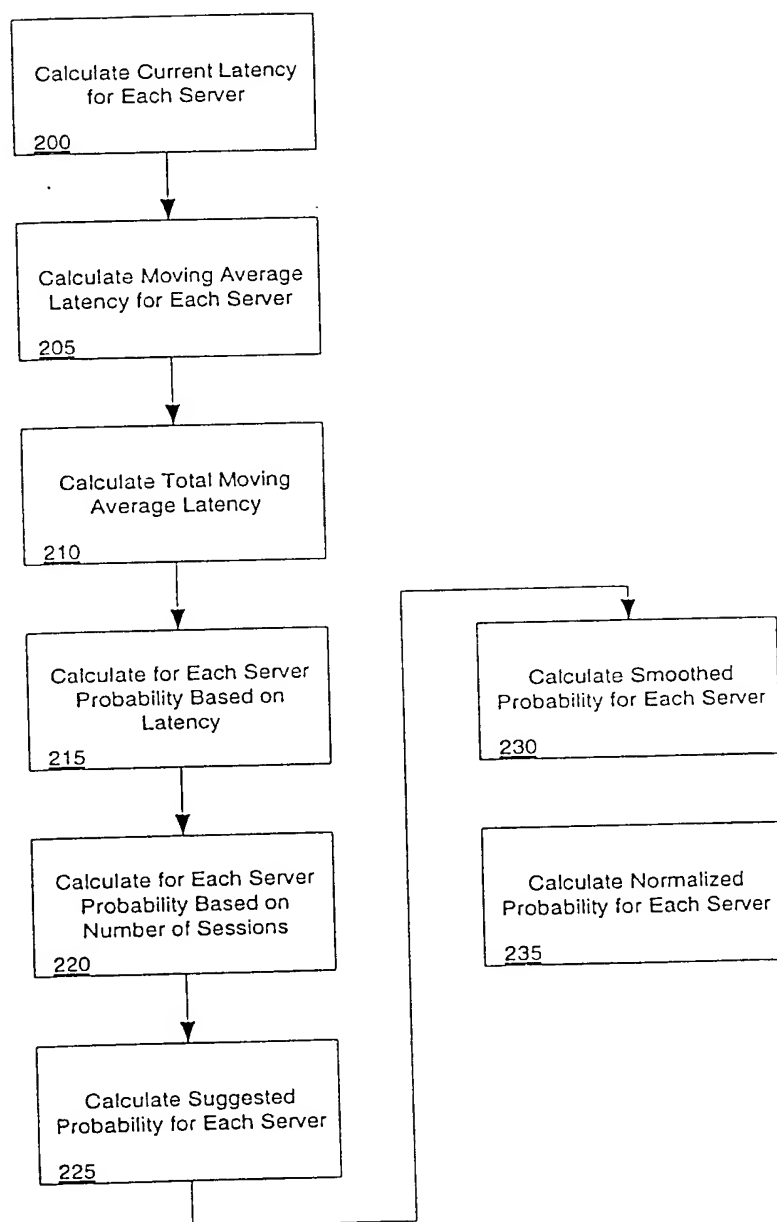 Calculate Current Latency
for Each Server
200
Calculate Moving Average
Latency for Each Server
205
Calculate Total Moving
Average Latency
210
Calculate for Each Server
Probability Based on
Latency
215
Calculate for Each Server
Probability Based on
Number of Sessions
220
Calculate Suggested
Probability for Each Server
225
Calculate Smoothed
Probability for Each Server
230
Calculate Normalized
Probability for Each Server
235